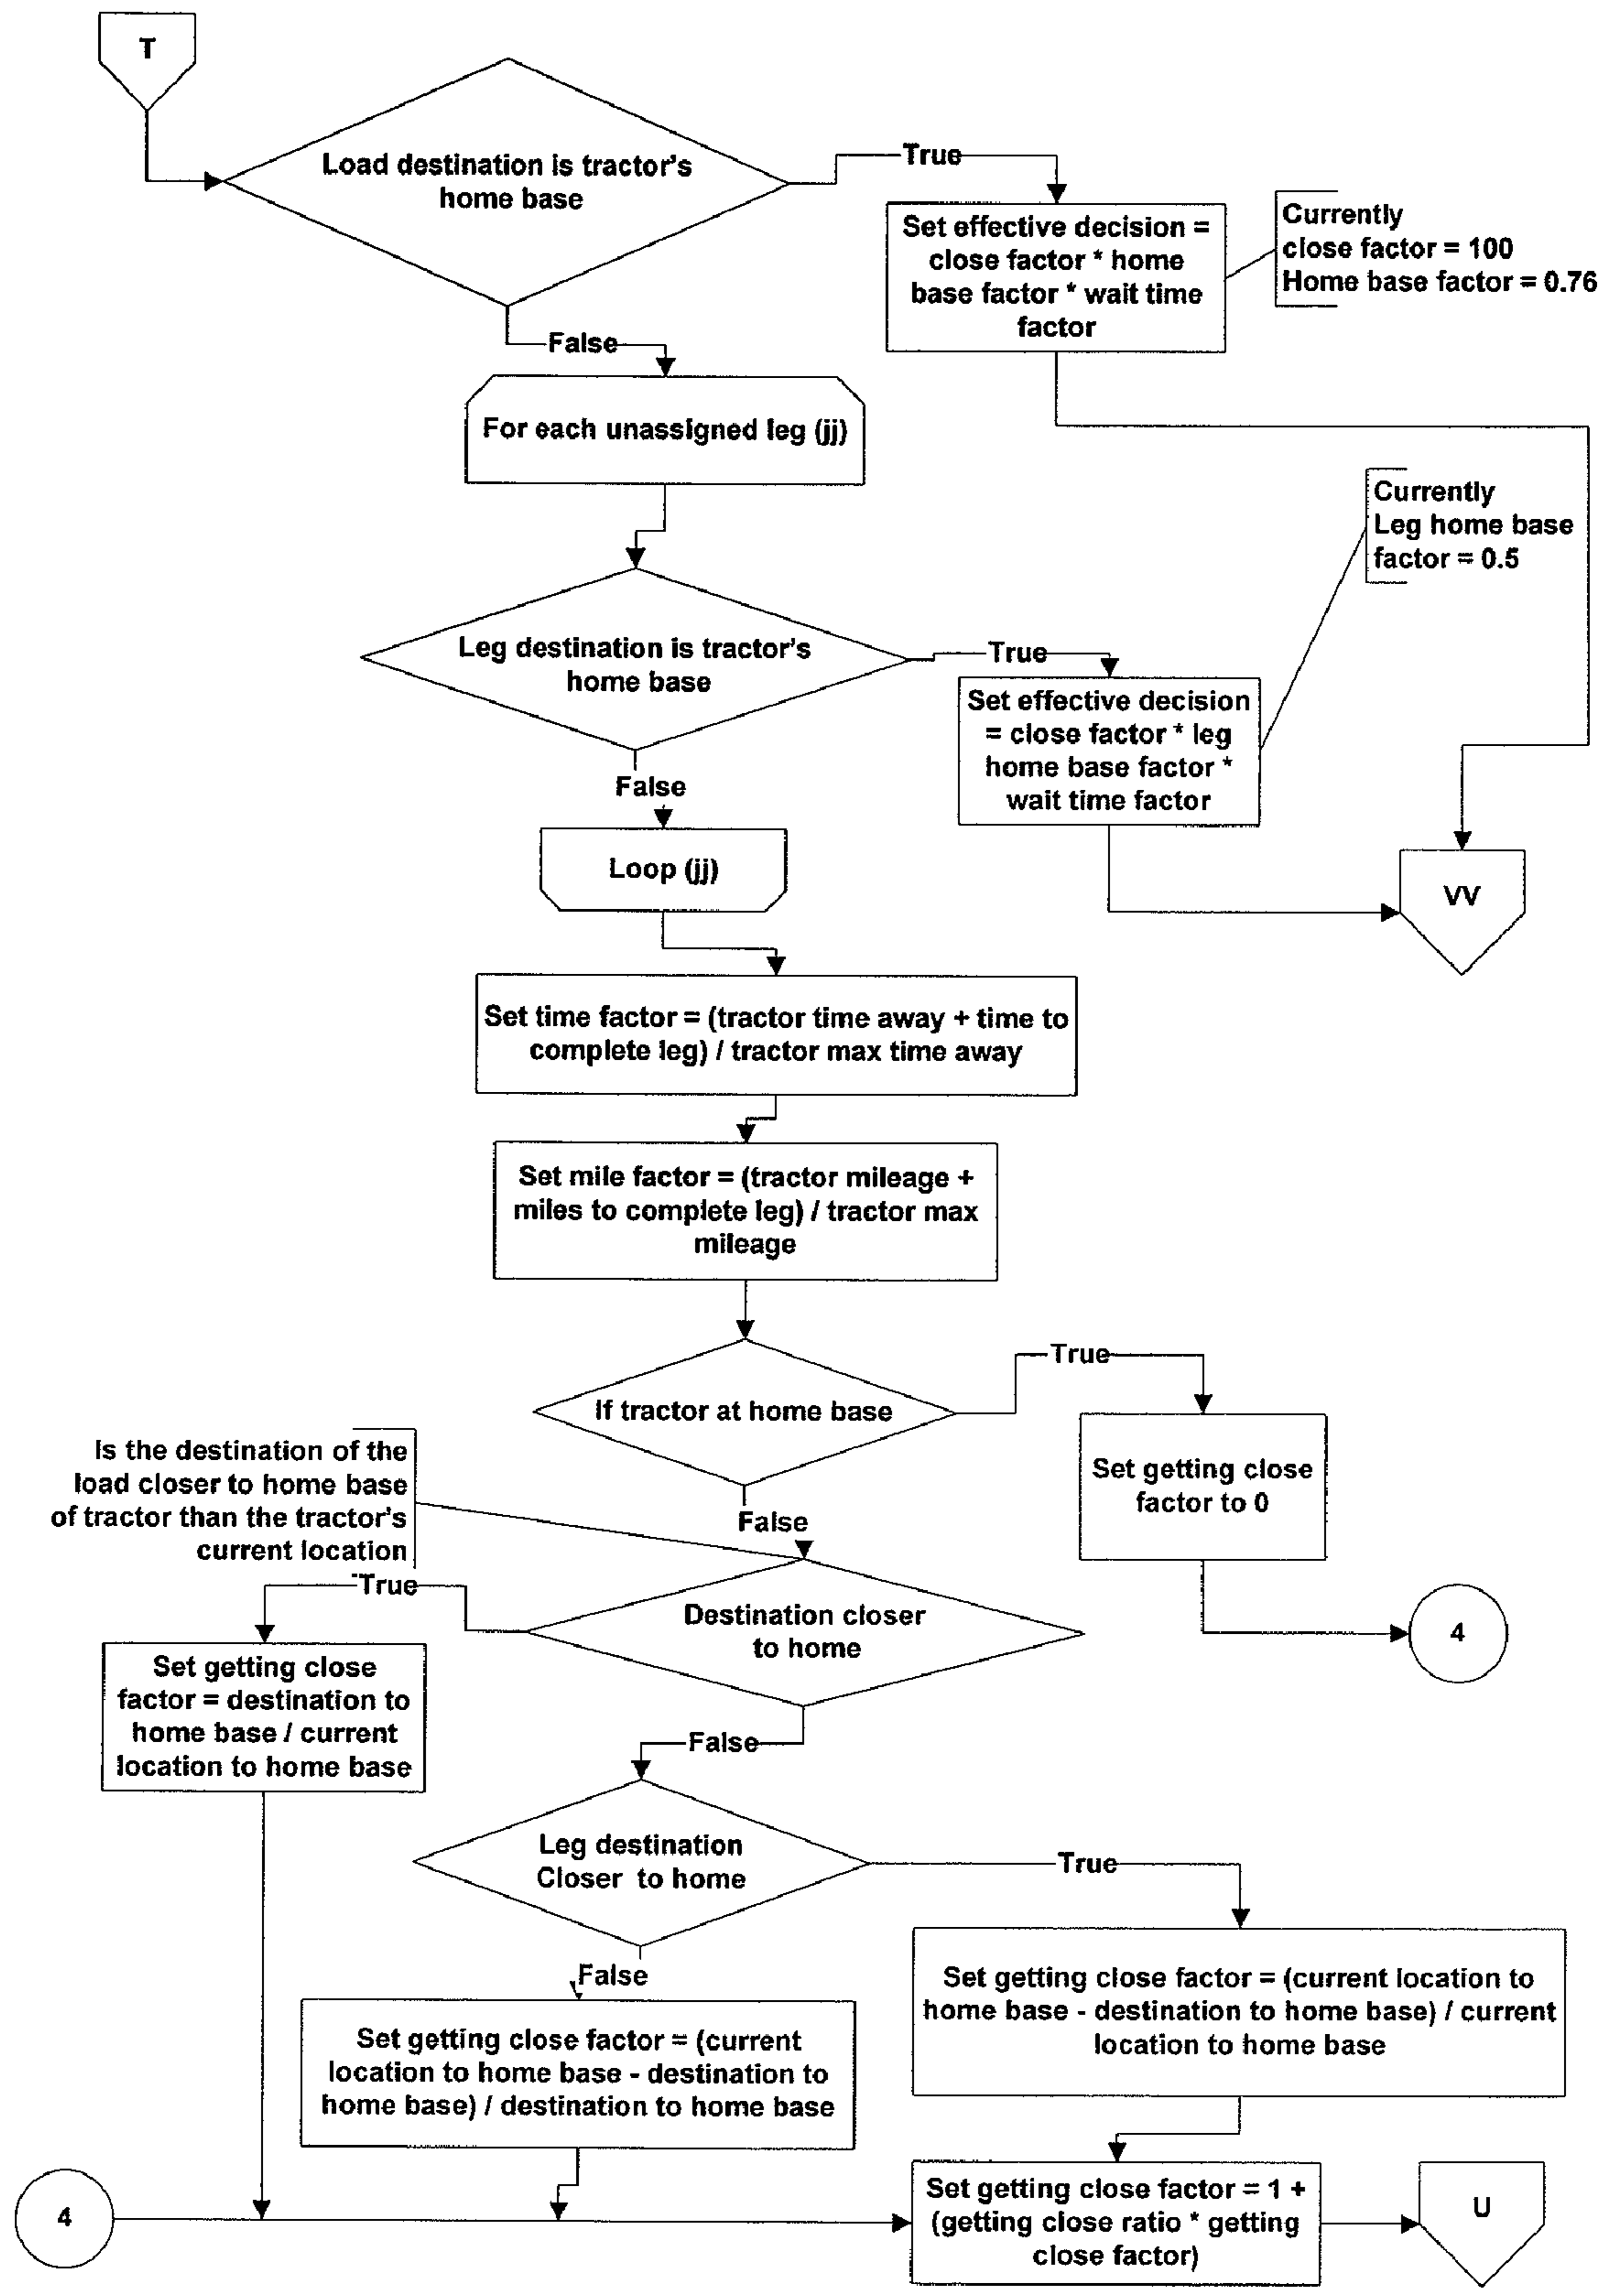 T
Load destination is tractor's
home base
True
Set effective decision =
close factor * home
base factor * wait time
factor
Currently
close factor = 100
Home base factor = 0.76
False
For each unassigned leg (jj)
Currently
Leg home base
factor = 0.5
Leg destination is tractor's
home base
True
Set effective decision
= close factor * leg
home base factor *
wait time factor
False
Loop (jj)
VV
Set time factor = (tractor time away + time to
complete leg) / tractor max time away
Set mile factor = (tractor mileage +
miles to complete leg) / tractor max
mileage
If tractor at home base
True
Set getting close
factor to 0
Is the destination of the
load closer to home base
of tractor than the tractor's
current location
False
True
Destination closer
to home
4
Set getting close
factor = destination to
home base / current
location to home base
False
Leg destination
Closer to home
True
False
Set getting close factor = (current location to
home base - destination to home base) / current
location to home base
Set getting close factor = (current
location to home base - destination to
home base) / destination to home base
4
Set getting close factor = 1 +
(getting close ratio * getting
close factor)
U